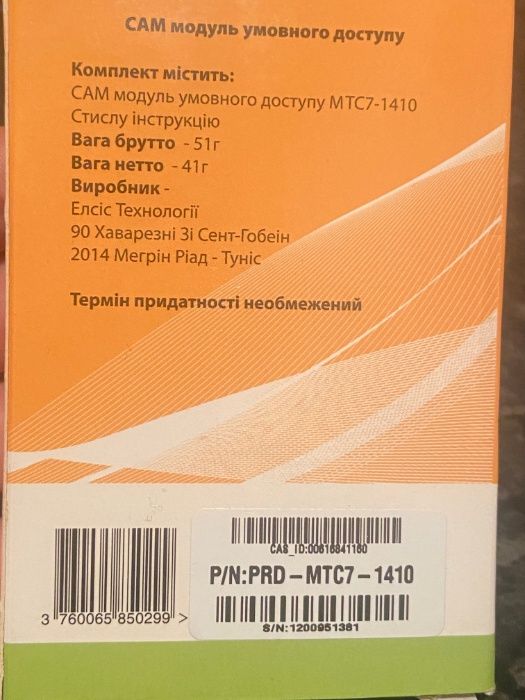 САМ модуль умовного доступу
Комплект містить:
САМ модуль умовного доступу МТС7-1410
Стислу інструкцію
Вага брутто - 51г
Вага нетто - 41г
Виробник -
Елсіс Технології
90 Хаварезні Зі Сент-Гобеін
2014 Мегрін Ріад - Туніс
Термін придатності необмежений
CAS_ID:00616841160
P/N:PRD-MTC7-1410
S/N:1200951381
3 760065 850299 >